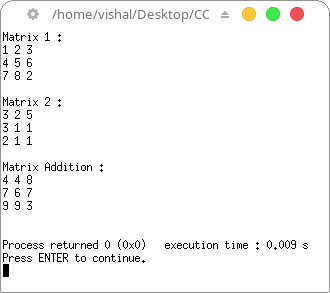 /home/vishal/Desktop/CC
Matrix 1 :
1 2 3
4 5 6
7 8 2
Matrix 2 :
3 2 5
3 1 1
2 1 1
Matrix Addition :
4 4 8
7 6 7
9 9 3
Process returned 0 (0x0)   execution time : 0.009 s
Press ENTER to continue.